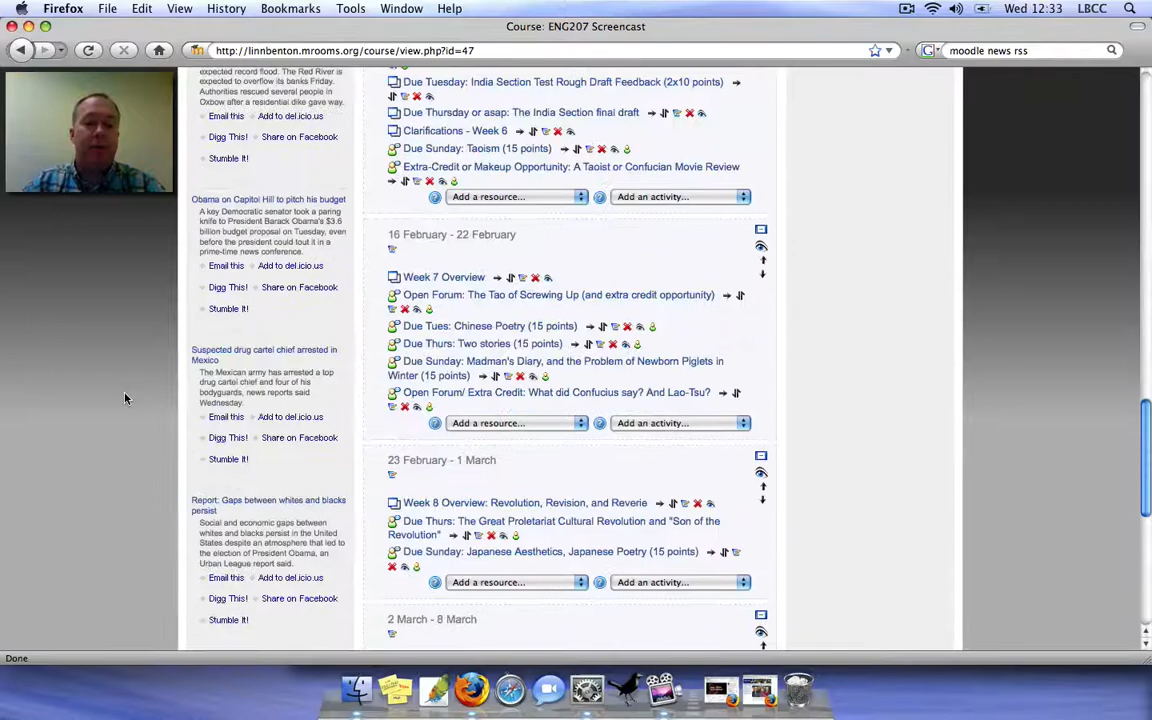 Firefox File Edit View History Bookmarks Tools Window Help Wed 12:33 LBCC
Course: ENG207 Screencast
http://linnbenton.mrooms.org/course/view.php?id=47
moodle news rss
expected record flood. The Red River is
expected to overflow its banks Friday.
Authorities rescued several people in
Oxbow after a residential dike gave way.
Email this Add to del.icio.us
Digg This! Share on Facebook
Stumble It!
Obama on Capitol Hill to pitch his budget
A key Democratic senator took a paring
knife to President Barack Obama's $3.6
billion budget proposal on Tuesday, even
before the president could tout it in a
prime-time news conference.
Email this Add to del.icio.us
Digg This! Share on Facebook
Stumble It!
Suspected drug cartel chief arrested in
Mexico
The Mexican army has arrested a top
drug cartel chief and four of his
bodyguards, news reports said
Wednesday.
Email this Add to del.icio.us
Digg This! Share on Facebook
Stumble It!
Report: Gaps between whites and blacks
persist
Social and economic gaps between
whites and blacks persist in the United
States despite an atmosphere that led to
the election of President Obama, an
Urban League report said.
Email this Add to del.icio.us
Digg This! Share on Facebook
Stumble It!
Due Tuesday: India Section Test Rough Draft Feedback (2x10 points)
Due Thursday or asap: The India Section final draft
Clarifications - Week 6
Due Sunday: Taoism (15 points)
Extra-Credit or Makeup Opportunity: A Taoist or Confucian Movie Review
Add a resource... Add an activity...
16 February - 22 February
Week 7 Overview
Open Forum: The Tao of Screwing Up (and extra credit opportunity)
Due Tues: Chinese Poetry (15 points)
Due Thurs: Two stories (15 points)
Due Sunday: Madman's Diary, and the Problem of Newborn Piglets in
Winter (15 points)
Open Forum/ Extra Credit: What did Confucius say? And Lao-Tsu?
Add a resource... Add an activity...
23 February - 1 March
Week 8 Overview: Revolution, Revision, and Reverie
Due Thurs: The Great Proletariat Cultural Revolution and "Son of the
Revolution"
Due Sunday: Japanese Aesthetics, Japanese Poetry (15 points)
Add a resource... Add an activity...
2 March - 8 March
Done